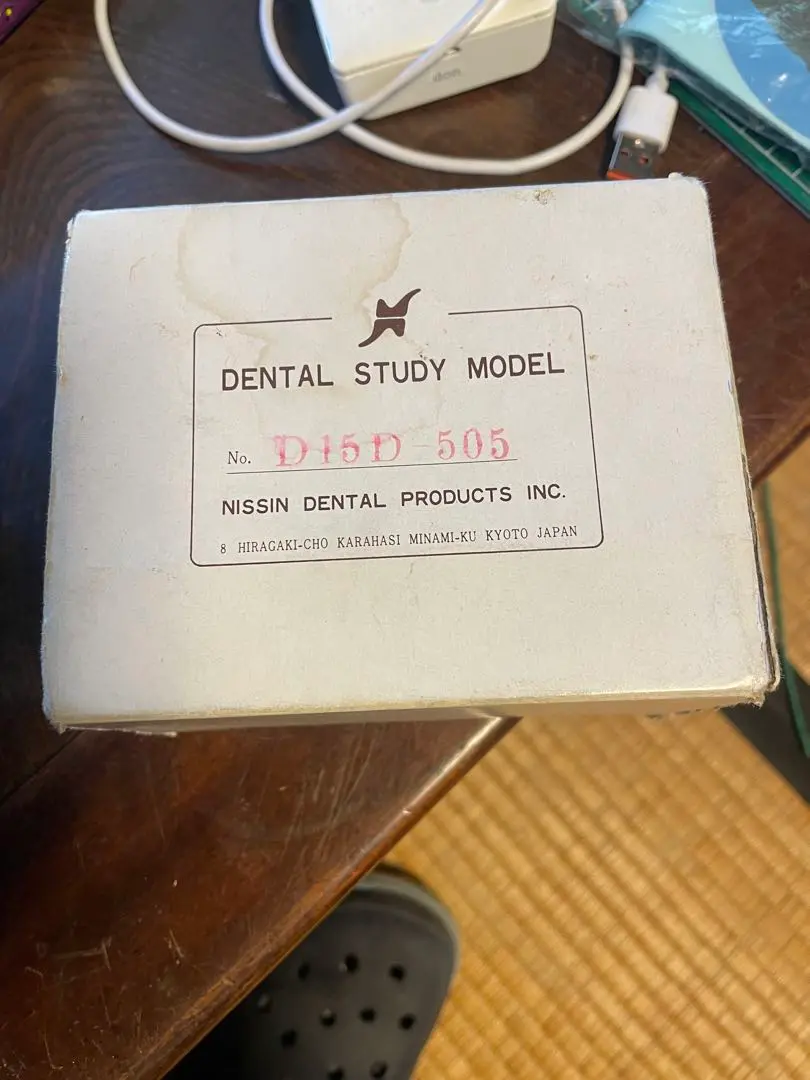 DENTAL STUDY MODEL
No. D15D-505
NISSIN DENTAL PRODUCTS INC.
8 HIRAGAKI-CHO KARAHASI MINAMI-KU KYOTO JAPAN